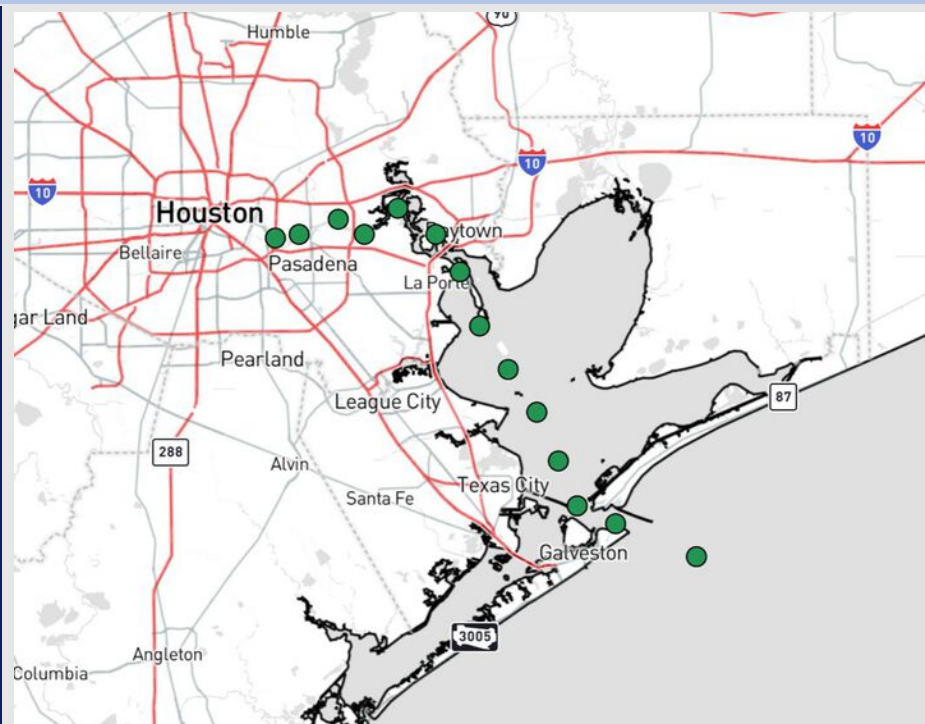 90
Humble
10
10
10
Houston
Baytown
Bellaire
Pasadena
La Porte
gar Land
Pearland
League City
87
288
Alvin
Texas City
Santa Fe
Galveston
3005
Angleton
Columbia